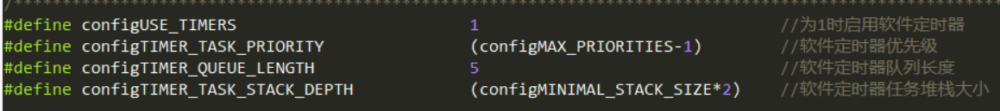 /***************************************************************************************************************
#define configUSE_TIMERS 1 //为1时启用软件定时器
#define configTIMER_TASK_PRIORITY (configMAX_PRIORITIES-1) //软件定时器优先级
#define configTIMER_QUEUE_LENGTH 5 //软件定时器队列长度
#define configTIMER_TASK_STACK_DEPTH (configMINIMAL_STACK_SIZE*2) //软件定时器任务堆栈大小